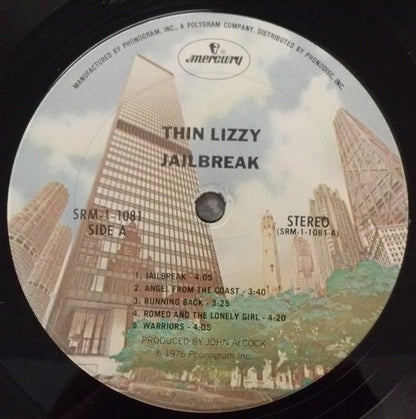 MANUFACTURED BY PHONOGRAM, INC., A POLYGRAM COMPANY, DISTRIBUTED BY PHONODISC, INC.
®
mercury
THIN LIZZY
JAILBREAK
SRM-1-1081
SIDE A
STEREO
(SRM-1-1081-A)
1. JAILBREAK - 4:05
2. ANGEL FROM THE COAST - 3:40
3. RUNNING BACK - 3:25
4. ROMEO AND THE LONELY GIRL - 4:20
5. WARRIORS - 4:05
PRODUCED BY JOHN ALCOCK
℗ 1976 Phonogram Inc.